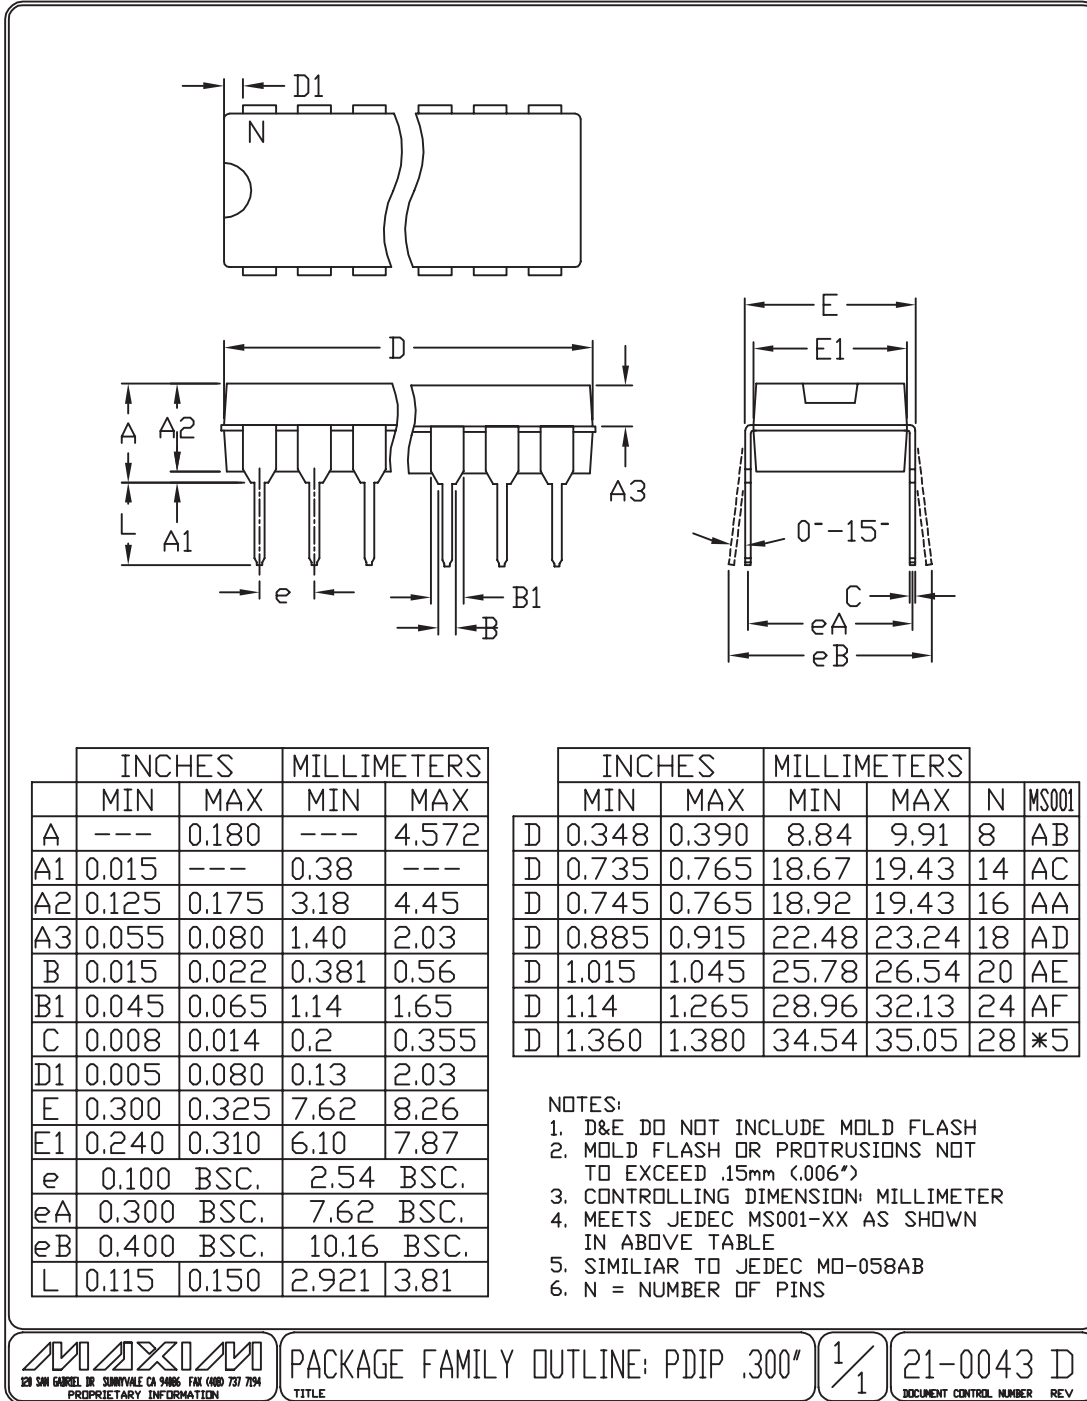 D1
N
E
D
E1
A
A2
A3
L
A1
0°-15°
e
B1
C
B
eA
eB
INCHES MILLIMETERS
MIN MAX MIN MAX
A --- 0.180 --- 4.572
A1 0.015 --- 0.38 ---
A2 0.125 0.175 3.18 4.45
A3 0.055 0.080 1.40 2.03
B 0.015 0.022 0.381 0.56
B1 0.045 0.065 1.14 1.65
C 0.008 0.014 0.2 0.355
D1 0.005 0.080 0.13 2.03
E 0.300 0.325 7.62 8.26
E1 0.240 0.310 6.10 7.87
e 0.100 BSC. 2.54 BSC.
eA 0.300 BSC. 7.62 BSC.
eB 0.400 BSC. 10.16 BSC.
L 0.115 0.150 2.921 3.81
INCHES MILLIMETERS
MIN MAX MIN MAX N MS001
D 0.348 0.390 8.84 9.91 8 AB
D 0.735 0.765 18.67 19.43 14 AC
D 0.745 0.765 18.92 19.43 16 AA
D 0.885 0.915 22.48 23.24 18 AD
D 1.015 1.045 25.78 26.54 20 AE
D 1.14 1.265 28.96 32.13 24 AF
D 1.360 1.380 34.54 35.05 28 *5
NOTES:
1. D&E DO NOT INCLUDE MOLD FLASH
2. MOLD FLASH OR PROTRUSIONS NOT
TO EXCEED .15mm (.006")
3. CONTROLLING DIMENSION: MILLIMETER
4. MEETS JEDEC MS001-XX AS SHOWN
IN ABOVE TABLE
5. SIMILIAR TO JEDEC MO-058AB
6. N = NUMBER OF PINS
MAXIM
120 SAN GABRIEL DR SUNNYVALE CA 94086 FAX (408) 737 7194
PROPRIETARY INFORMATION
PACKAGE FAMILY OUTLINE: PDIP .300"
TITLE
1/1
21-0043 D
DOCUMENT CONTROL NUMBER REV